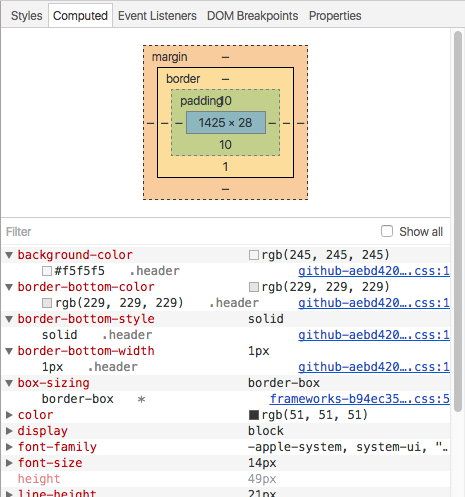 Styles Computed Event Listeners DOM Breakpoints Properties
margin –
border –
padding 10
– – – 1425 × 28 – – –
10
1
–
Filter Show all
background-color rgb(245, 245, 245)
#f5f5f5 .header github-aebd420….css:1
border-bottom-color rgb(229, 229, 229)
rgb(229, 229, 229) .header github-aebd420….css:1
border-bottom-style solid
solid .header github-aebd420….css:1
border-bottom-width 1px
1px .header github-aebd420….css:1
box-sizing border-box
border-box * frameworks-b94ec35….css:5
color rgb(51, 51, 51)
display block
font-family -apple-system, system-ui, "…
font-size 14px
height 49px
line-height 21px